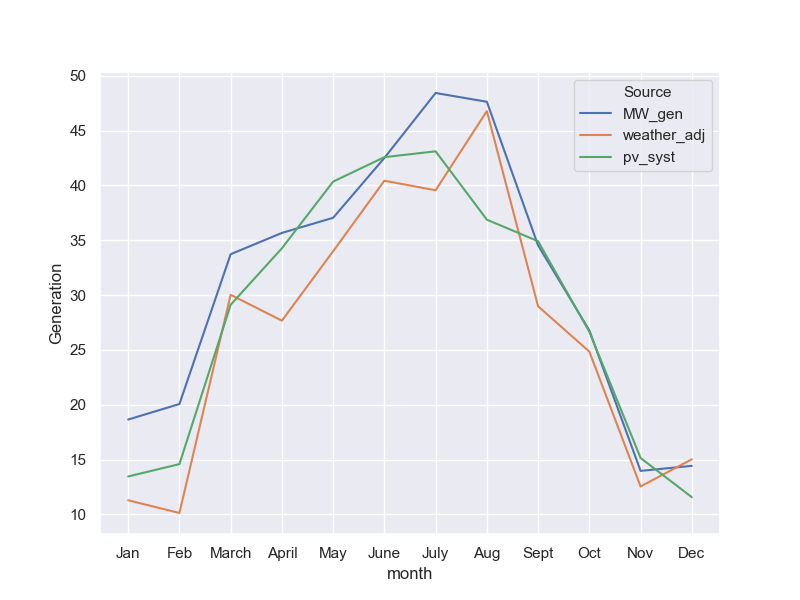 Source
MW_gen
weather_adj
pv_syst
50
45
40
35
30
25
20
15
10
Generation
Jan Feb March April May June July Aug Sept Oct Nov Dec
month